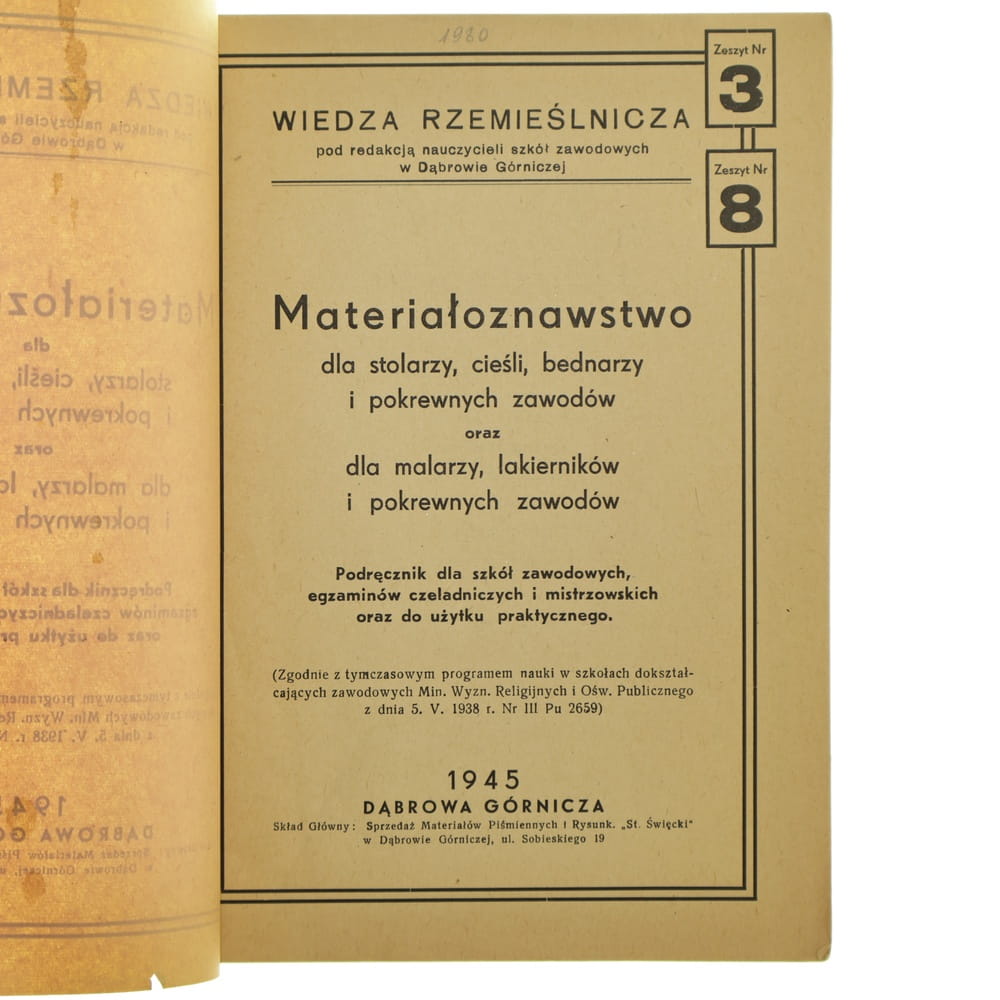 1980
Zeszyt Nr
3
WIEDZA RZEMIEŚLNICZA
pod redakcją nauczycieli szkół zawodowych
w Dąbrowie Górniczej
Zeszyt Nr
8
Materiałoznawstwo
dla stolarzy, cieśli, bednarzy
i pokrewnych zawodów
oraz
dla malarzy, lakierników
i pokrewnych zawodów
Podręcznik dla szkół zawodowych,
egzaminów czeladniczych i mistrzowskich
oraz do użytku praktycznego.
(Zgodnie z tymczasowym programem nauki w szkołach dokształ-
cających zawodowych Min. Wyzn. Religijnych i Ośw. Publicznego
z dnia 5. V. 1938 r. Nr III Pu 2659)
1945
DĄBROWA GÓRNICZA
Skład Główny: Sprzedaż Materiałów Piśmiennych i Rysunk. „St. Święcki"
w Dąbrowie Górniczej, ul. Sobieskiego 19